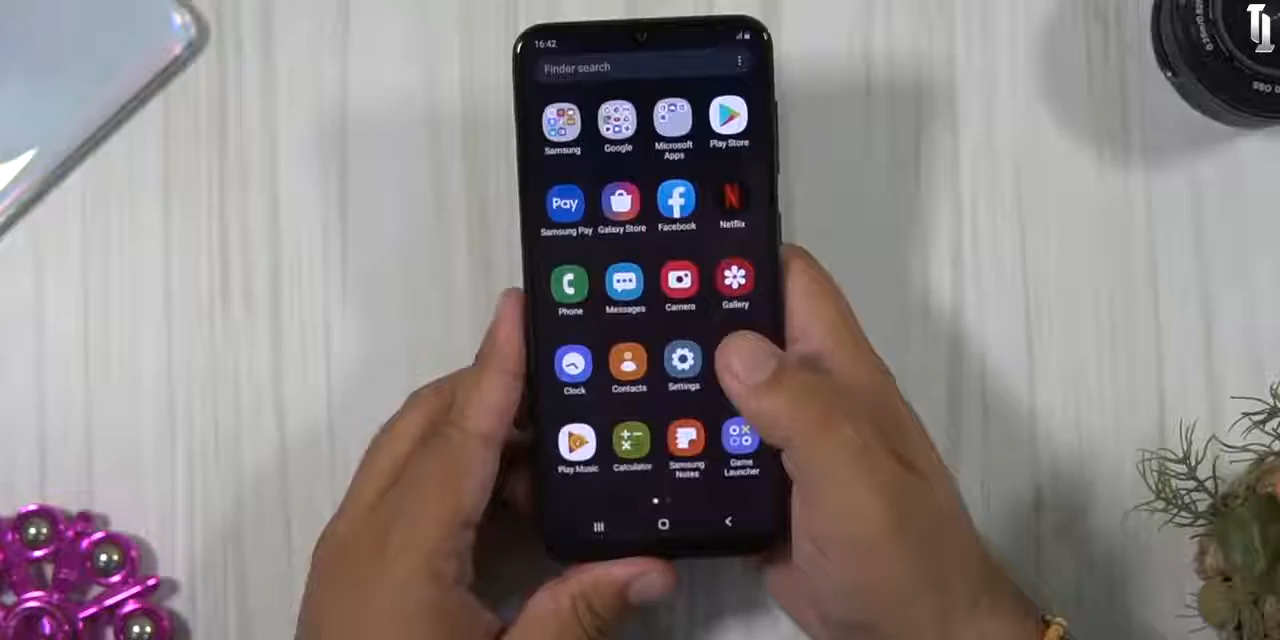 16:42
Finder search
Samsung
Google
Microsoft
Apps
Play Store
Pay
Samsung Pay
Galaxy Store
Facebook
Netflix
Phone
Messages
Camera
Gallery
Clock
Contacts
Settings
Play Music
Calculator
Samsung
Notes
Game
Launcher